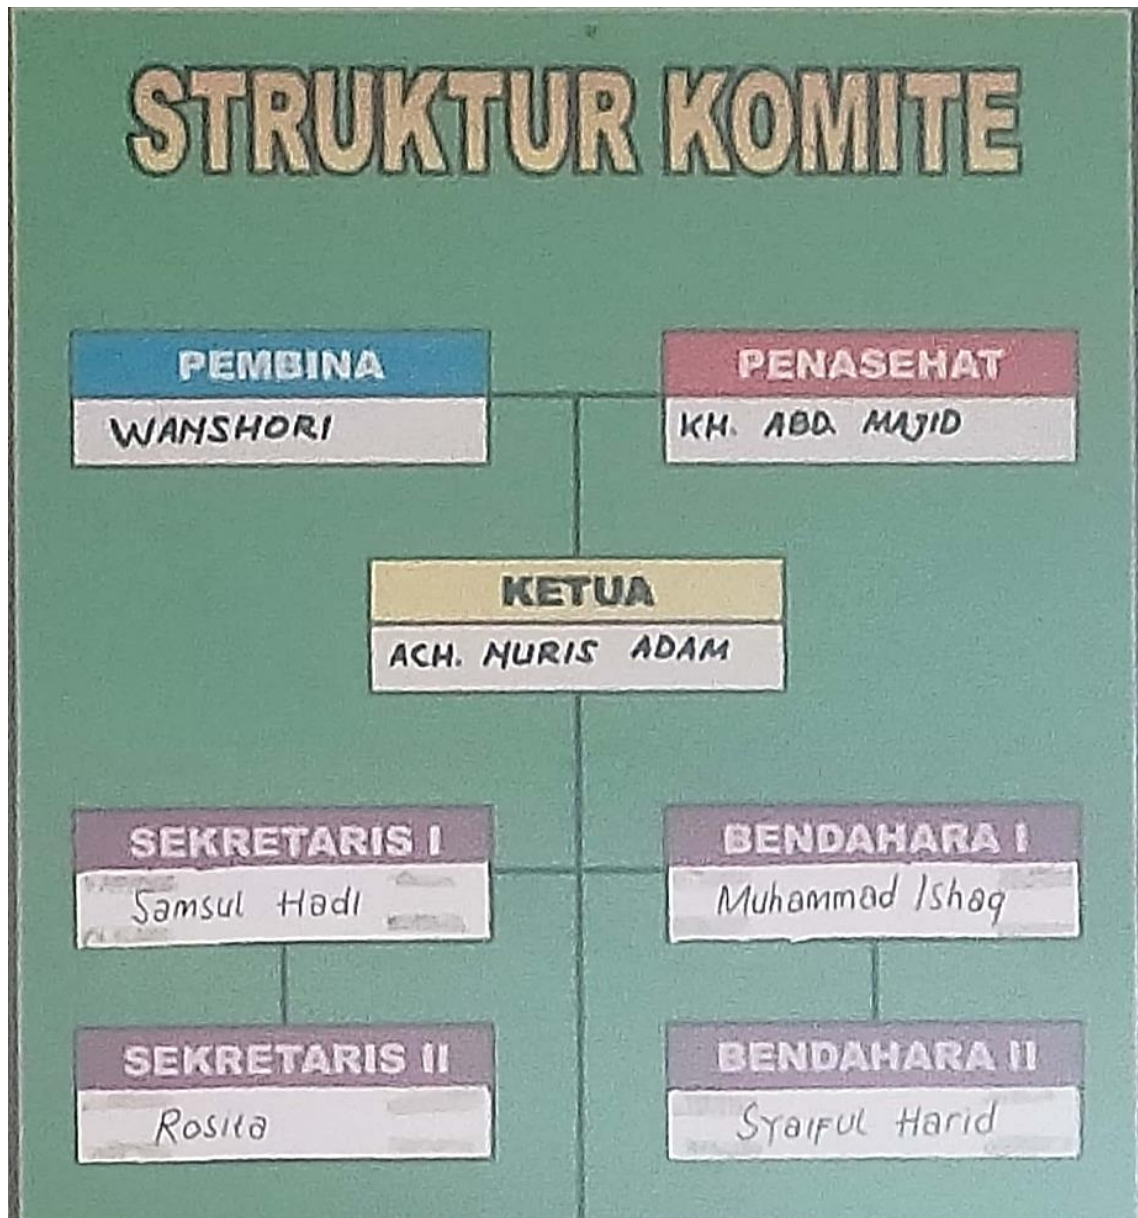 STRUKTUR KOMITE
PEMBINA
WANSHORI
PENASEHAT
KH. ABD. MAJID
KETUA
ACH. NURIS ADAM
SEKRETARIS I
Samsul Hadi
BENDAHARA I
Muhammad Ishaq
SEKRETARIS II
Rosita
BENDAHARA II
Syaiful Harid